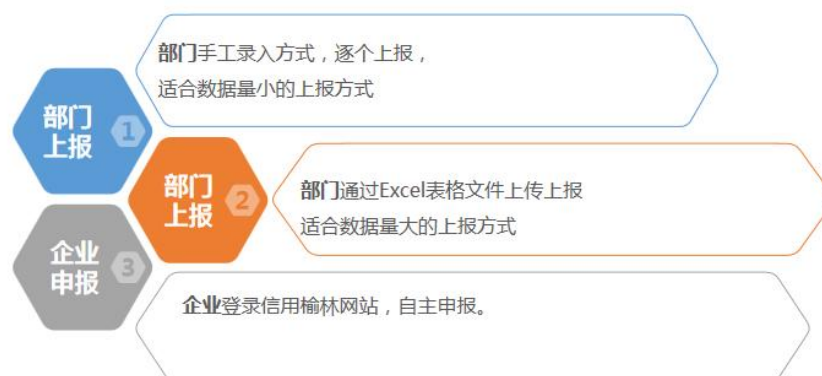 部门
上报
1
部门手工录入方式，逐个上报，
适合数据量小的上报方式
部门
上报
2
部门通过Excel表格文件上传上报
适合数据量大的上报方式
企业
申报
3
企业登录信用榆林网站，自主申报。